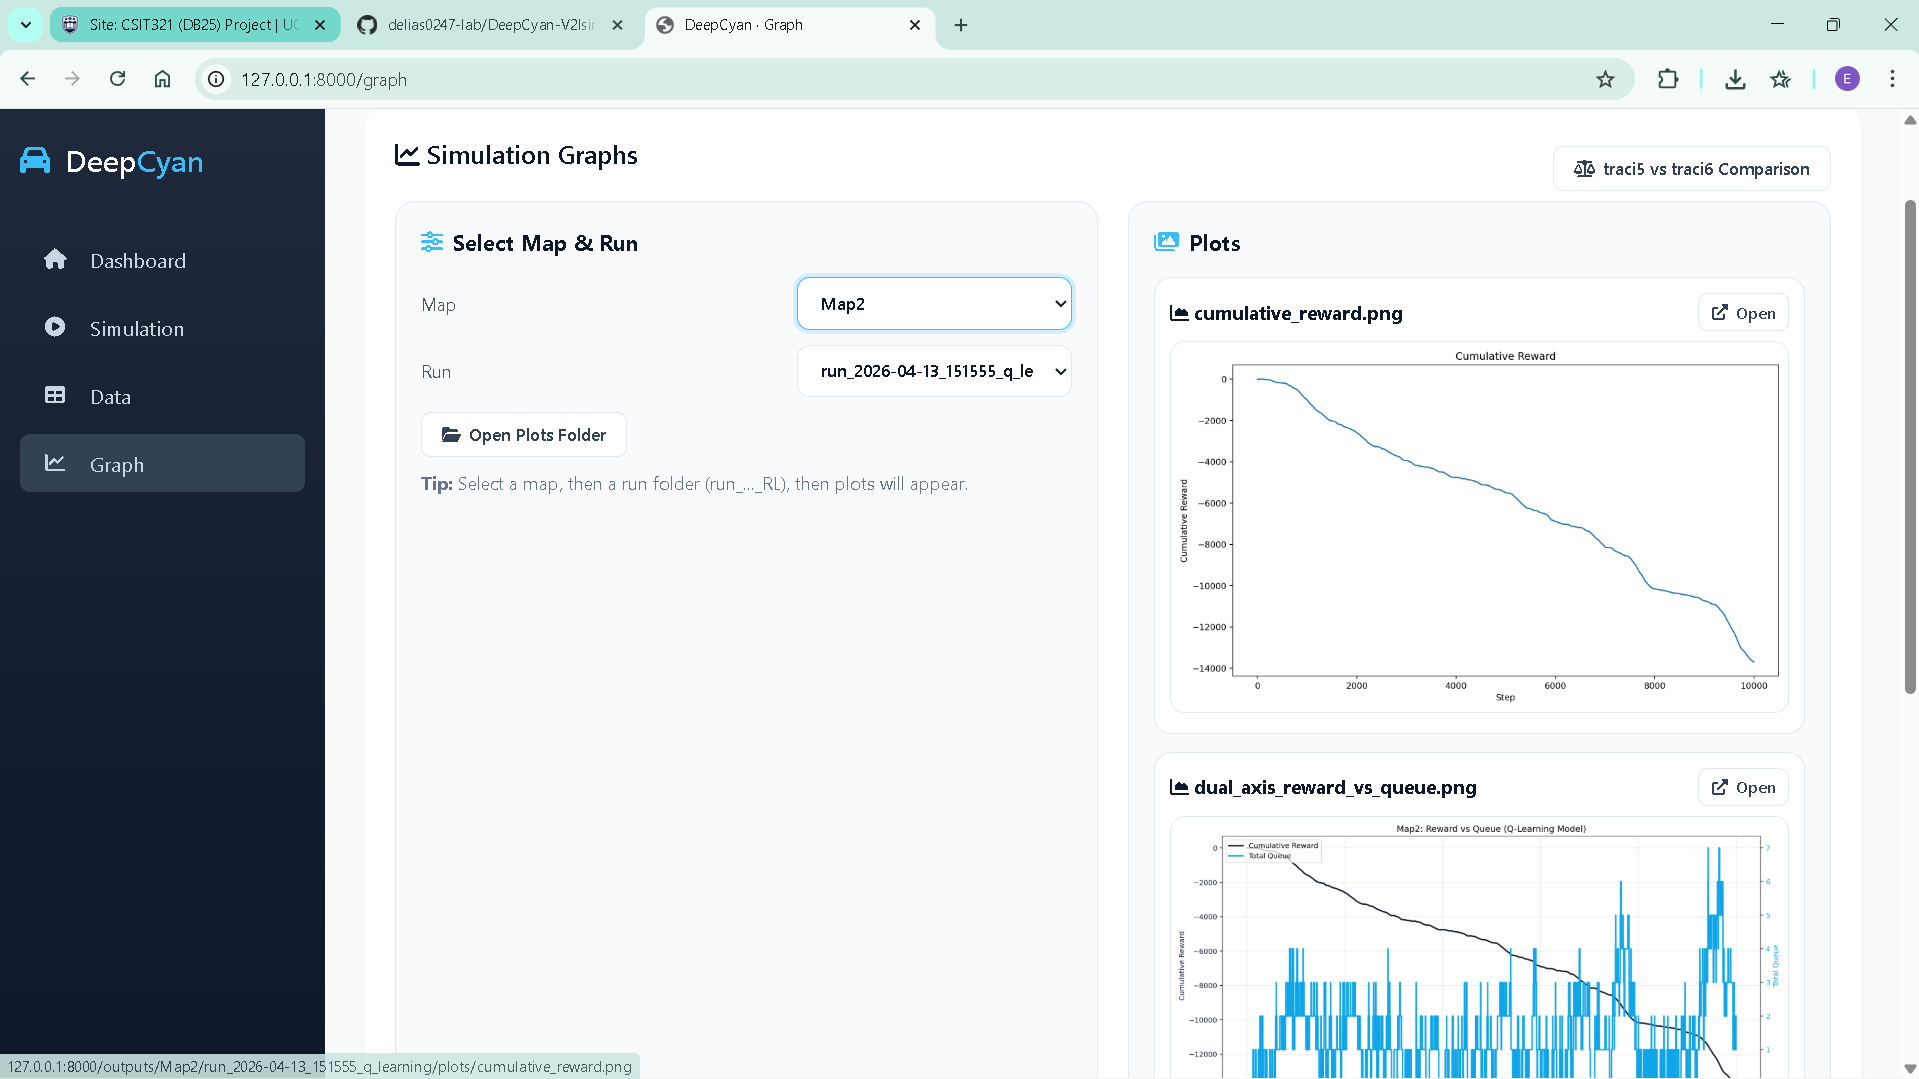 Site: CSIT321 (DB25) Project | UO
delias0247-lab/DeepCyan-V2Isin
DeepCyan · Graph
127.0.0.1:8000/graph
E
DeepCyan
Dashboard
Simulation
Data
Graph
Simulation Graphs
traci5 vs traci6 Comparison
Select Map & Run
Map
Map2
Run
run_2026-04-13_151555_q_le
Open Plots Folder
Tip: Select a map, then a run folder (run_..._RL), then plots will appear.
Plots
cumulative_reward.png
Open
Cumulative Reward
0
−2000
−4000
−6000
−8000
−10000
−12000
−14000
Cumulative Reward
0
2000
4000
6000
8000
10000
Step
dual_axis_reward_vs_queue.png
Open
Map2: Reward vs Queue (Q-Learning Model)
Cumulative Reward
Total Queue
0
−2000
−4000
−6000
−8000
−10000
−12000
Cumulative Reward
7
6
5
4
3
2
1
Total Queue
127.0.0.1:8000/outputs/Map2/run_2026-04-13_151555_q_learning/plots/cumulative_reward.png